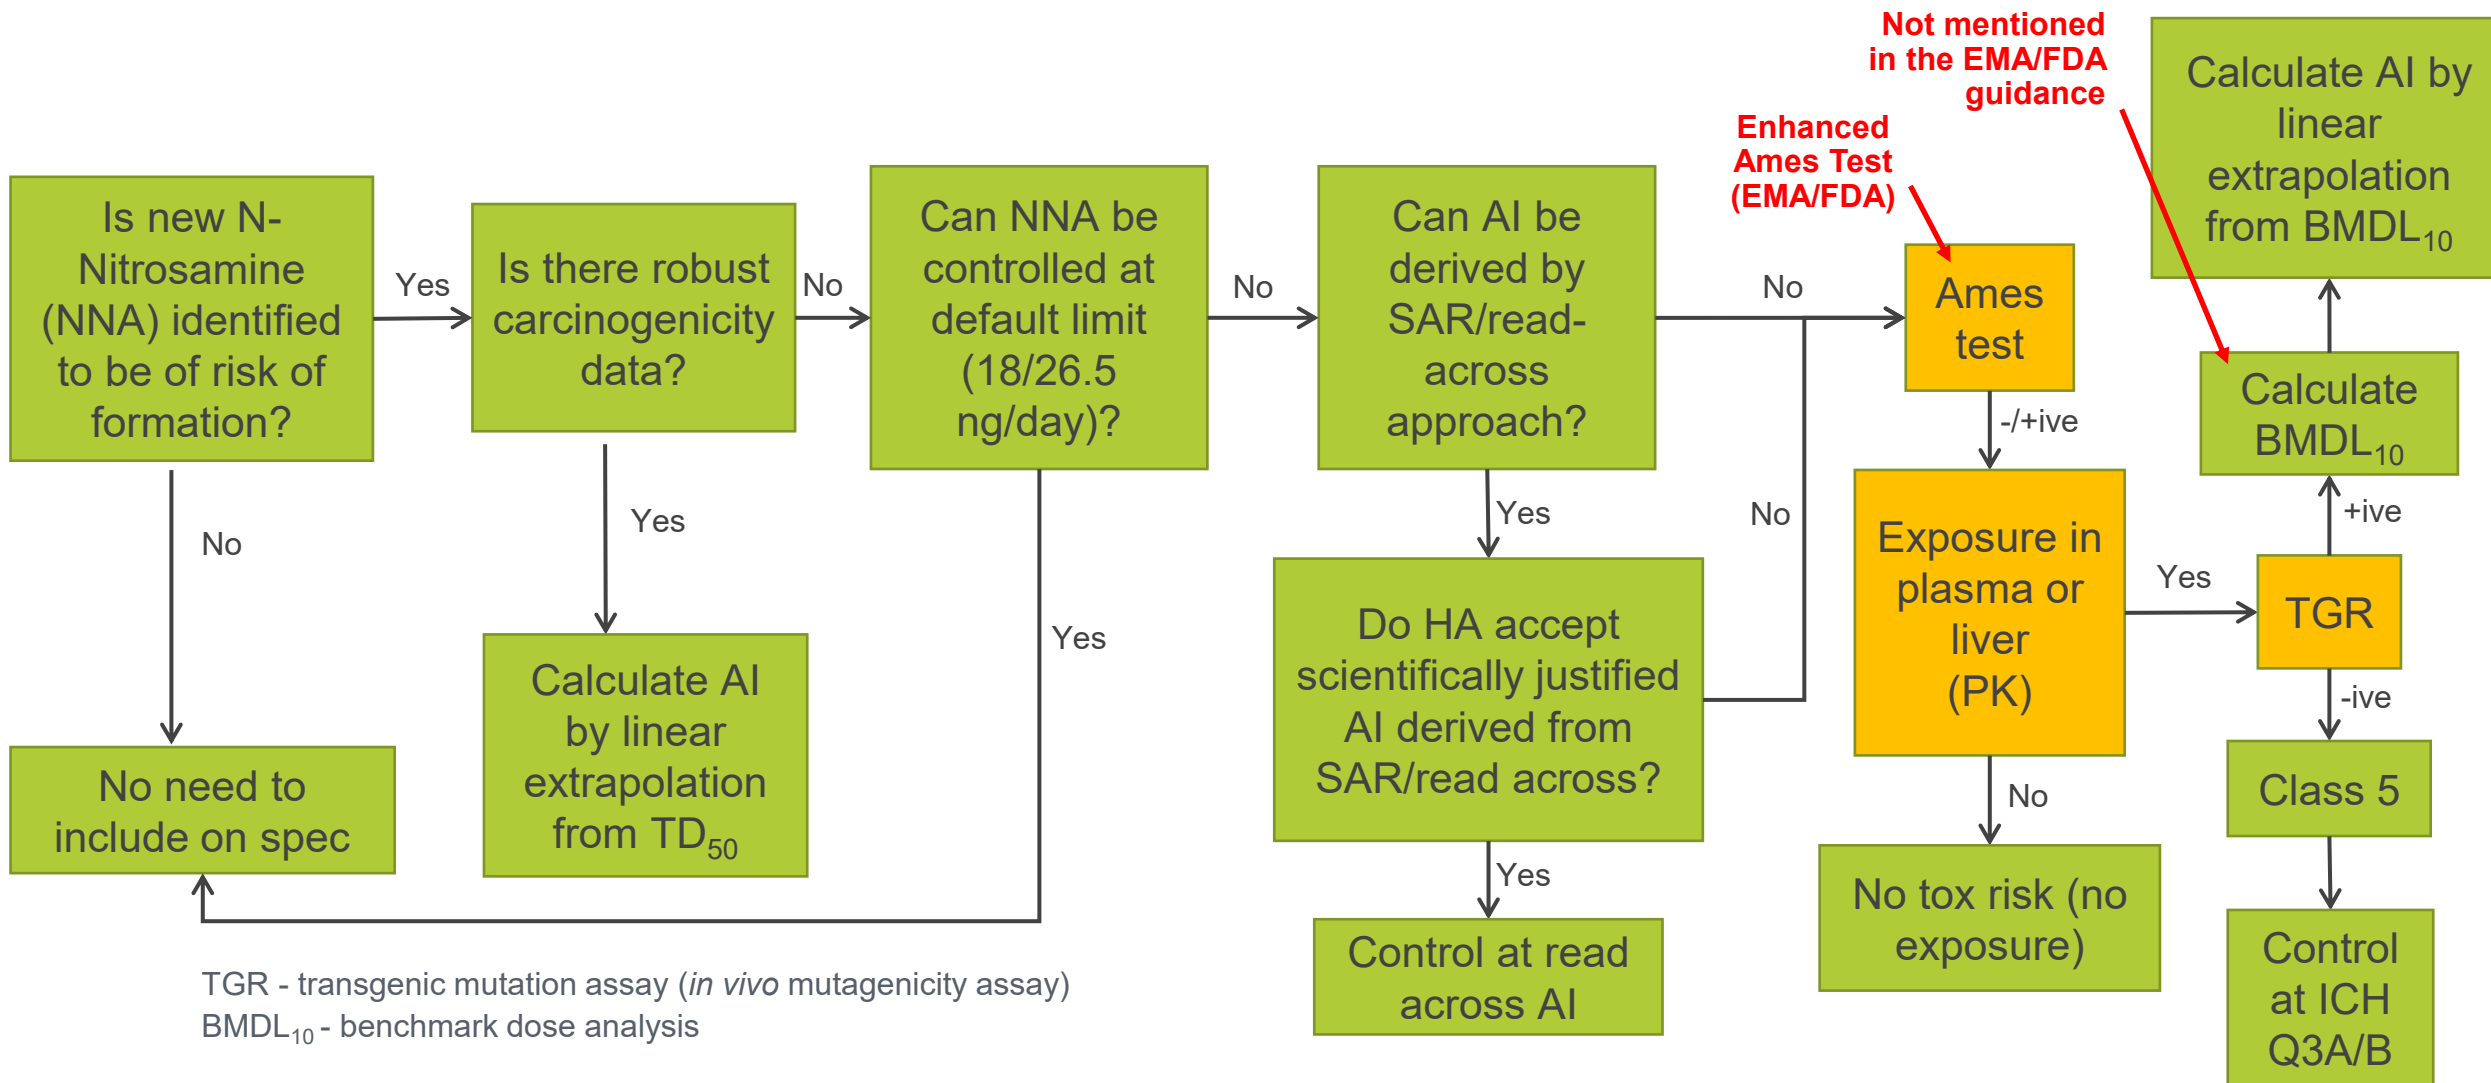 Is new N-
Nitrosamine
(NNA) identified
to be of risk of
formation?
Yes
No
No need to
include on spec
Is there robust
carcinogenicity
data?
No
Yes
Calculate AI
by linear
extrapolation
from TD50
Can NNA be
controlled at
default limit
(18/26.5
ng/day)?
No
Yes
Can AI be
derived by
SAR/read-
across
approach?
No
Yes
No
Do HA accept
scientifically justified
AI derived from
SAR/read across?
Yes
Control at read
across AI
Enhanced
Ames Test
(EMA/FDA)
Ames
test
-/+ive
Exposure in
plasma or
liver
(PK)
Yes
No
No tox risk (no
exposure)
Not mentioned
in the EMA/FDA
guidance
Calculate AI by
linear
extrapolation
from BMDL10
Calculate
BMDL10
+ive
TGR
-ive
Class 5
Control
at ICH
Q3A/B
TGR - transgenic mutation assay (in vivo mutagenicity assay)
BMDL10 - benchmark dose analysis